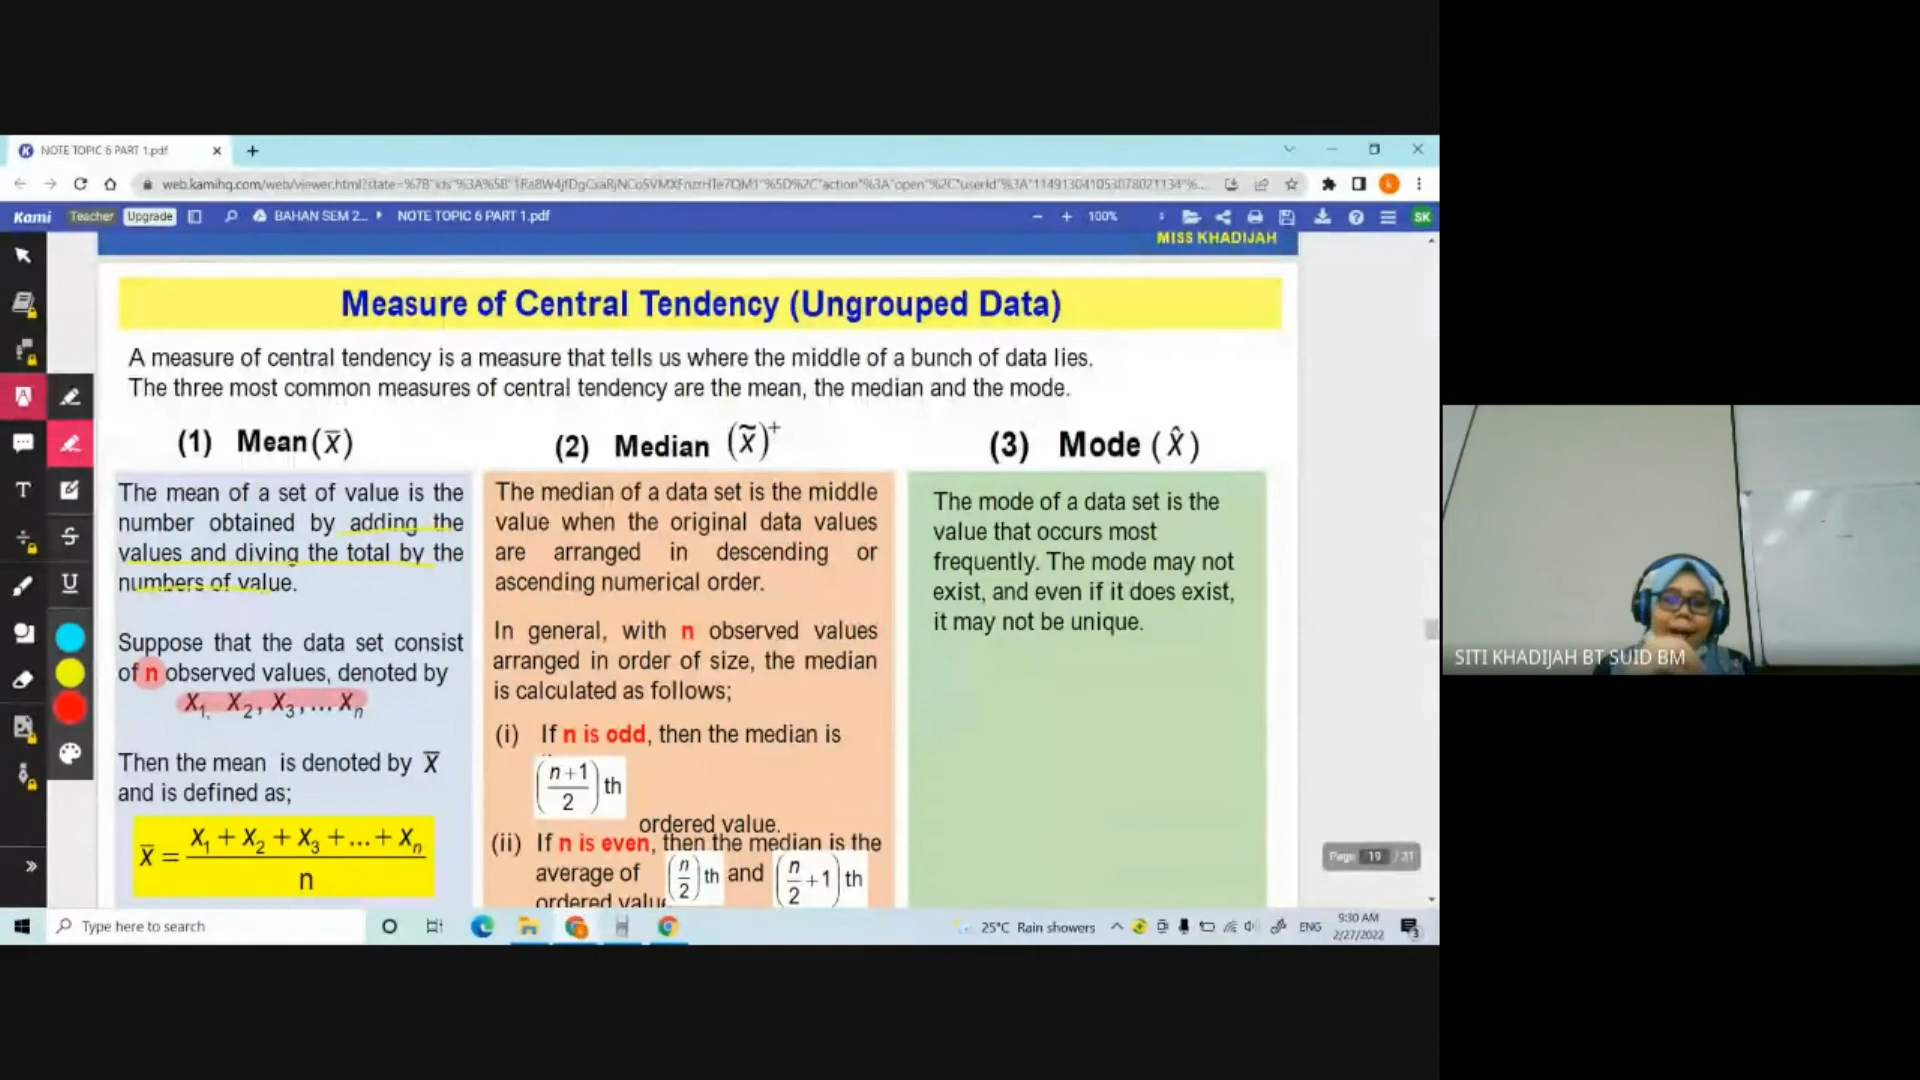 NOTE TOPIC 6 PART 1.pdf
Kami Teacher Upgrade BAHAN SEM 2... NOTE TOPIC 6 PART 1.pdf 100% SK
MISS KHADIJAH
Measure of Central Tendency (Ungrouped Data)
A measure of central tendency is a measure that tells us where the middle of a bunch of data lies.
The three most common measures of central tendency are the mean, the median and the mode.
(1) Mean (x̅)
The mean of a set of value is the
number obtained by adding the
values and diving the total by the
numbers of value.
Suppose that the data set consist
of n observed values, denoted by
X₁, X₂, X₃, ... Xₙ
Then the mean is denoted by x̅
and is defined as;
x̅ = (X₁ + X₂ + X₃ + ... + Xₙ) / n
(2) Median (x̃)
The median of a data set is the middle
value when the original data values
are arranged in descending or
ascending numerical order.
In general, with n observed values
arranged in order of size, the median
is calculated as follows;
(i) If n is odd, then the median is
((n+1)/2) th
ordered value.
(ii) If n is even, then the median is the
average of (n/2) th and (n/2 + 1) th
ordered
(3) Mode (x̂)
The mode of a data set is the
value that occurs most
frequently. The mode may not
exist, and even if it does exist,
it may not be unique.
Page 19 / 31
Type here to search
25°C Rain showers ENG 9:30 AM
2/27/2022
SITI KHADIJAH BT SUID BM